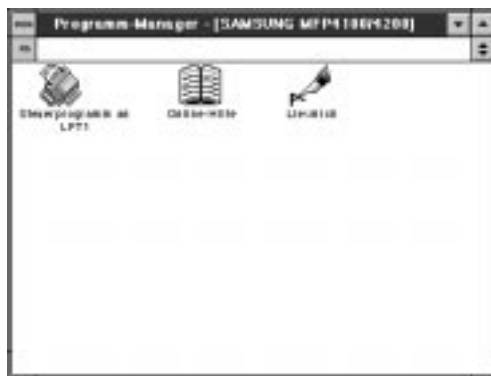 Programm-Manager - [SAMSUNG MFP4100/4200]
Steuerprogramm an
LPT1
Online-Hilfe